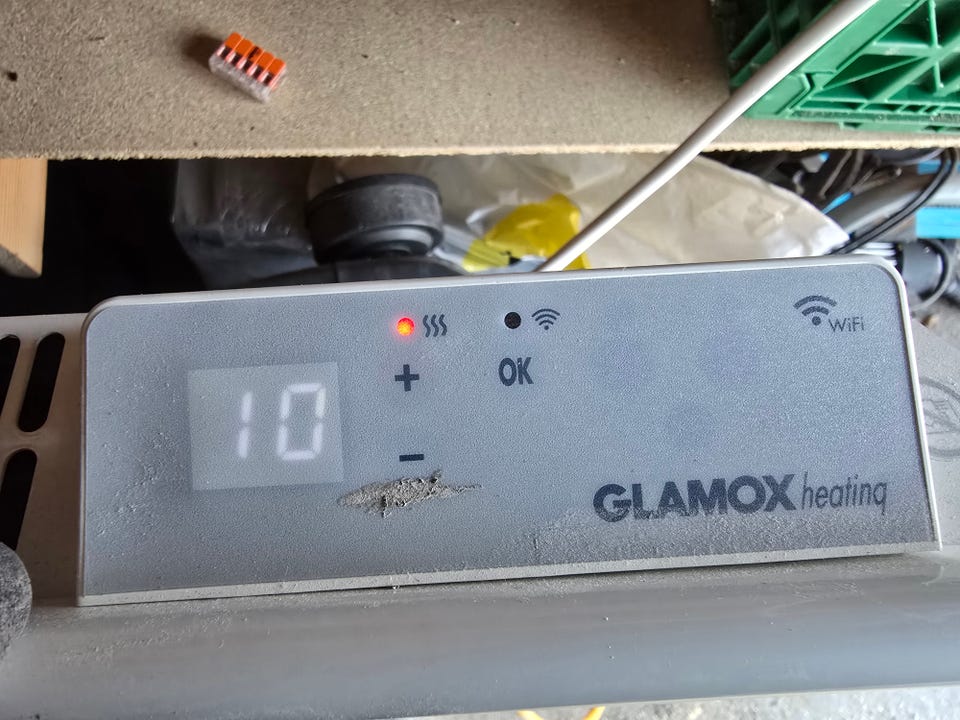 WiFi
+ OK
10
-
GLAMOX heating